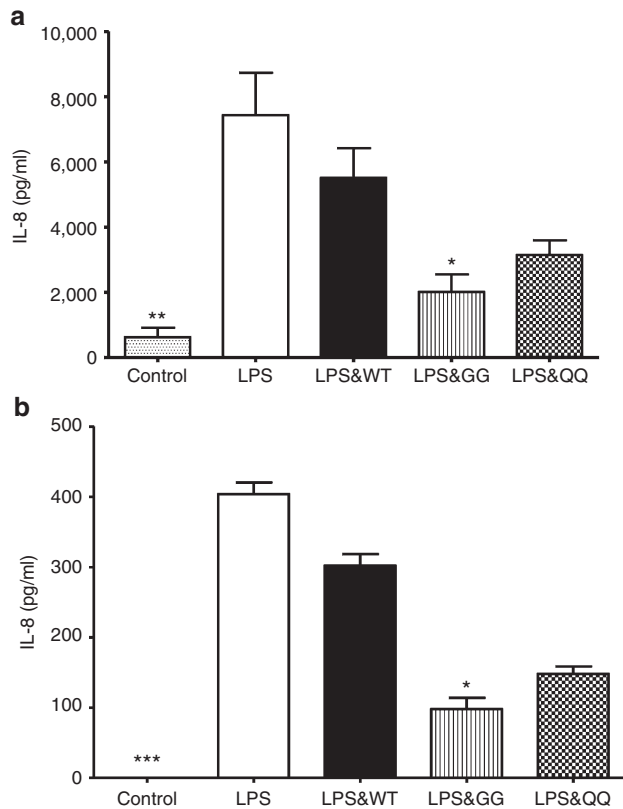 a
10,000
8,000
6,000
4,000
2,000
0
IL-8 (pg/ml)
**
*
Control LPS LPS&WT LPS&GG LPS&QQ
b
500
400
300
200
100
0
IL-8 (pg/ml)
***
*
Control LPS LPS&WT LPS&GG LPS&QQ